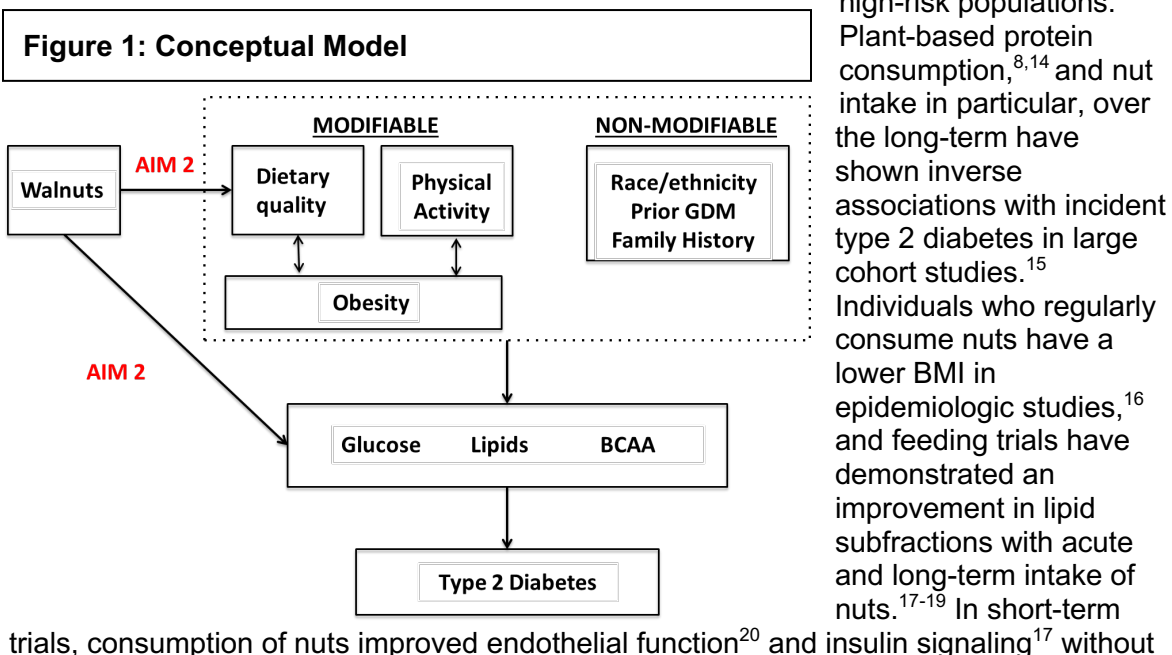 Figure 1: Conceptual Model
MODIFIABLE
NON-MODIFIABLE
AIM 2
Walnuts
Dietary
quality
Physical
Activity
Race/ethnicity
Prior GDM
Family History
Obesity
AIM 2
Glucose Lipids BCAA
Type 2 Diabetes
high-risk populations.
Plant-based protein
consumption,8,14 and nut
intake in particular, over
the long-term have
shown inverse
associations with incident
type 2 diabetes in large
cohort studies.15
Individuals who regularly
consume nuts have a
lower BMI in
epidemiologic studies,16
and feeding trials have
demonstrated an
improvement in lipid
subfractions with acute
and long-term intake of
nuts.17-19 In short-term
trials, consumption of nuts improved endothelial function20 and insulin signaling17 without